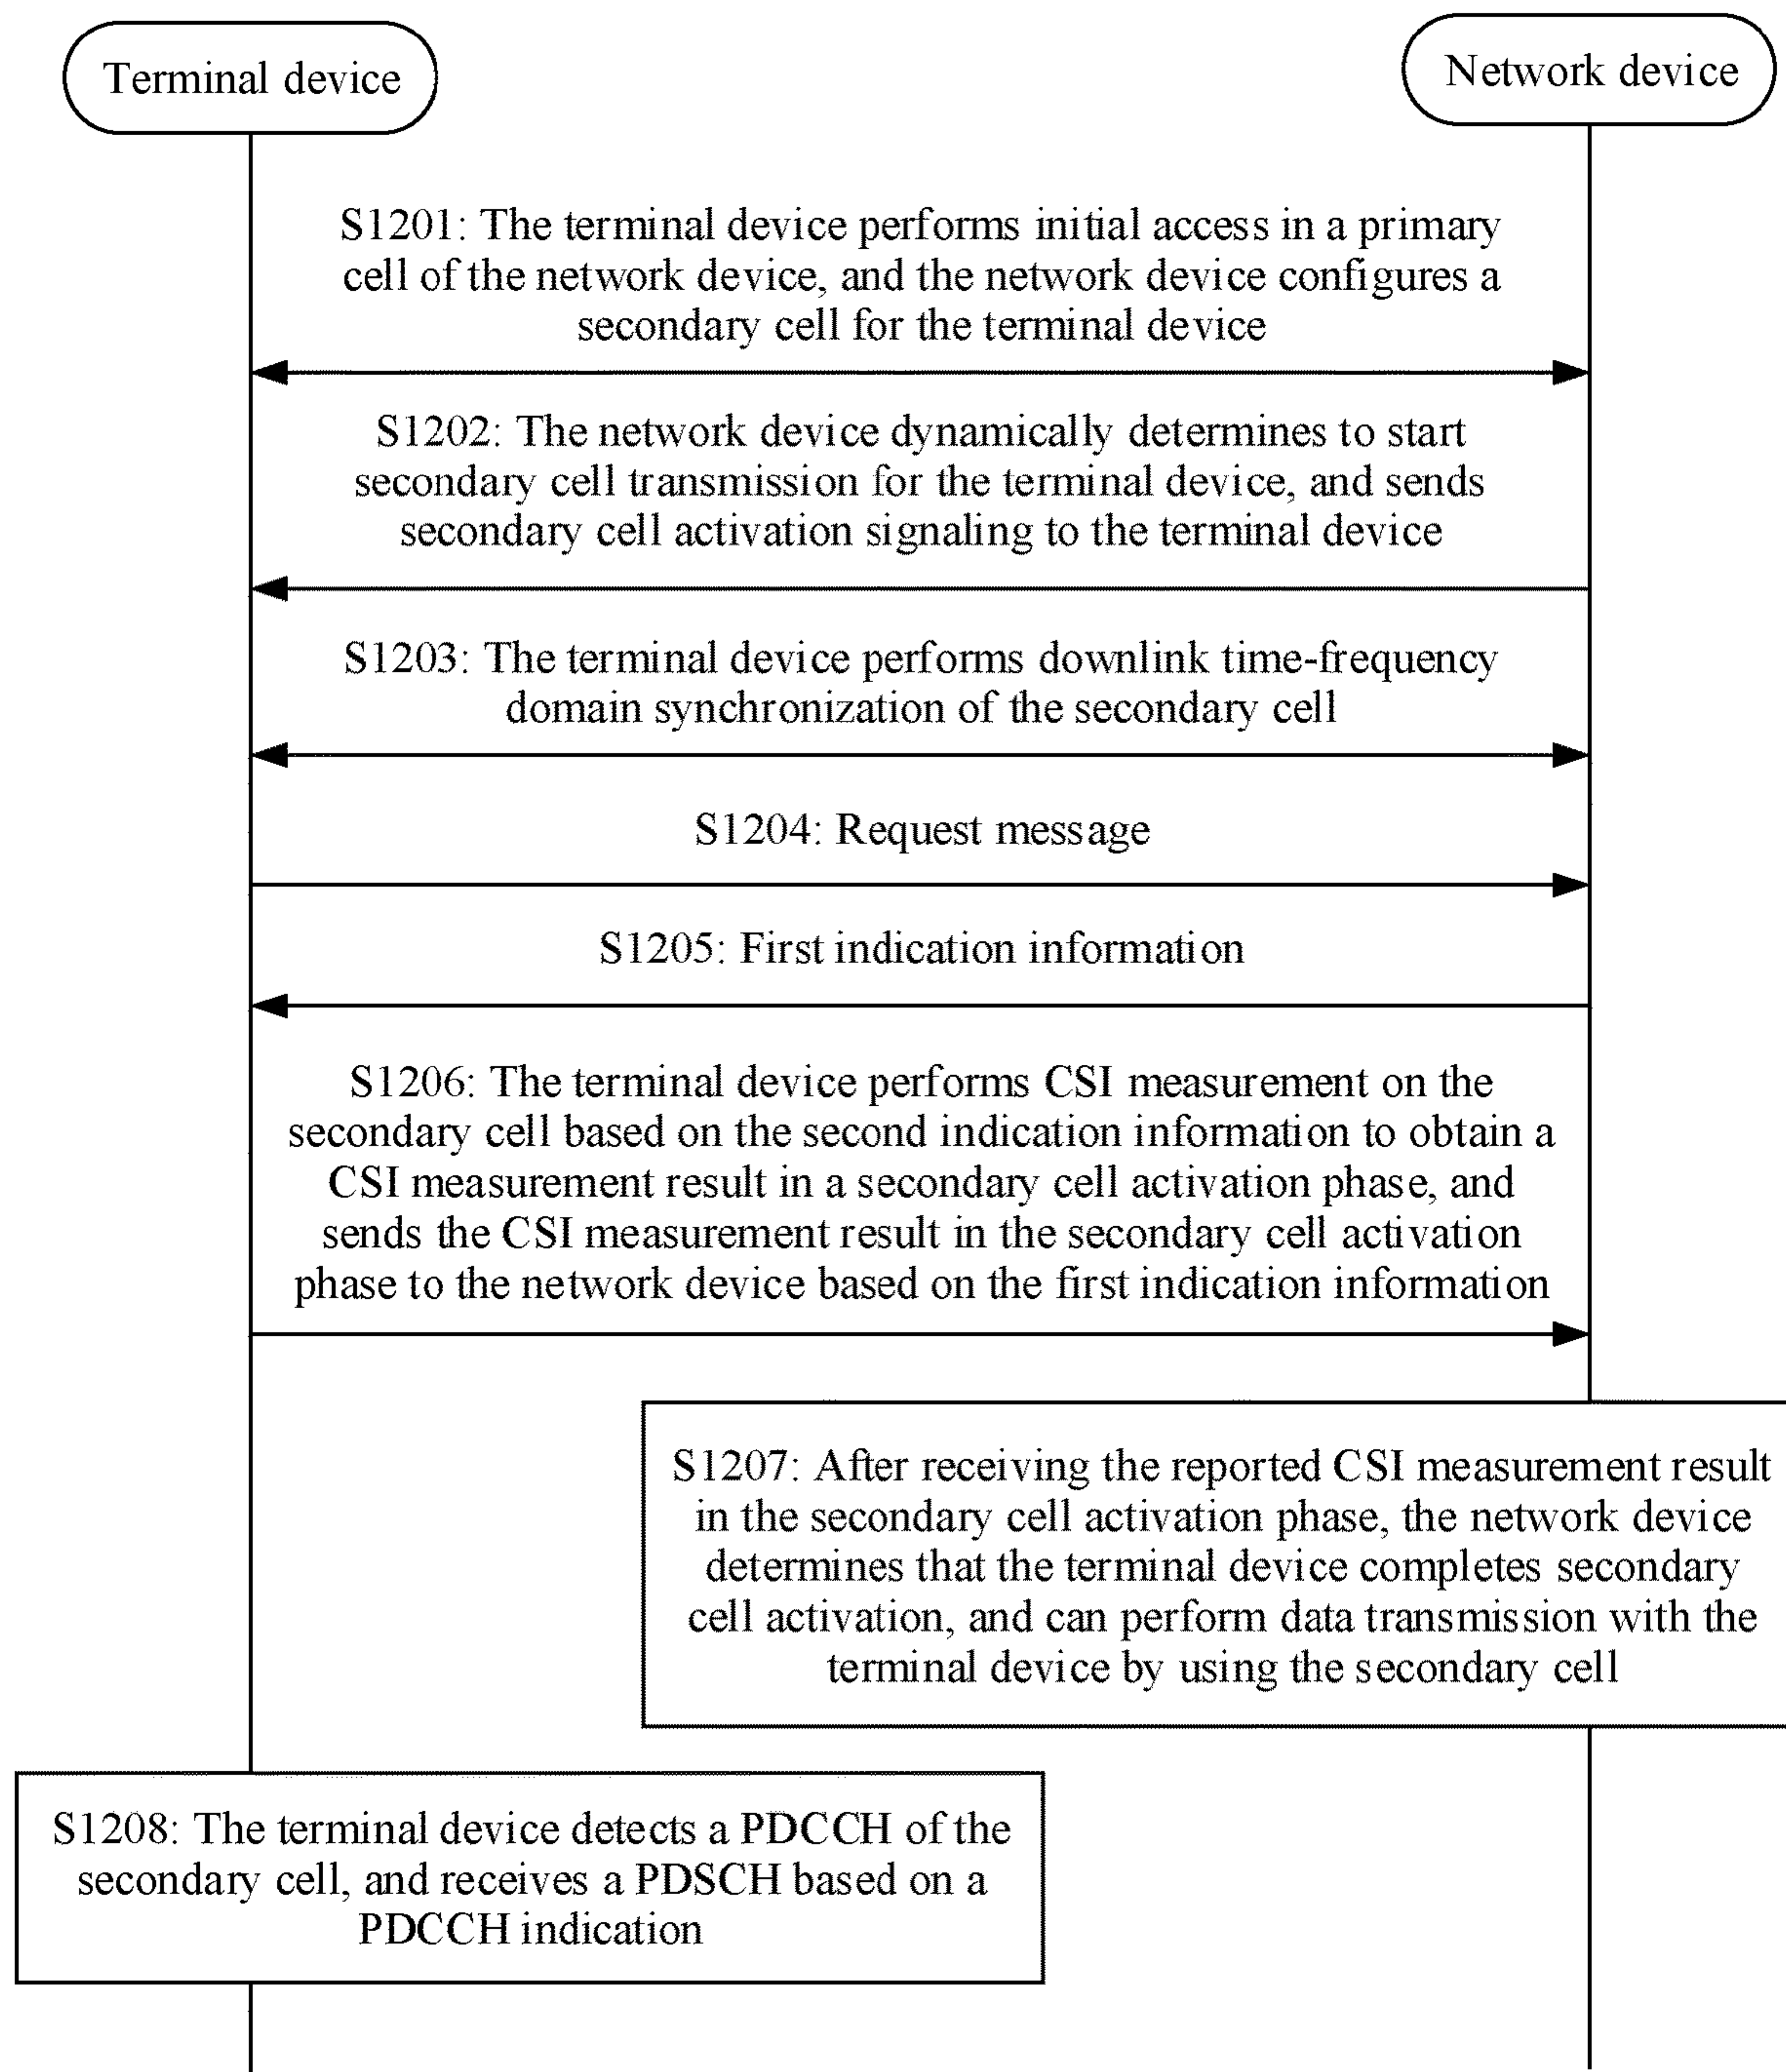 Terminal device
Network device
S1201: The terminal device performs initial access in a primary
cell of the network device, and the network device configures a
secondary cell for the terminal device
S1202: The network device dynamically determines to start
secondary cell transmission for the terminal device, and sends
secondary cell activation signaling to the terminal device
S1203: The terminal device performs downlink time-frequency
domain synchronization of the secondary cell
S1204: Request message
S1205: First indication information
S1206: The terminal device performs CSI measurement on the
secondary cell based on the second indication information to obtain a
CSI measurement result in a secondary cell activation phase, and
sends the CSI measurement result in the secondary cell activation
phase to the network device based on the first indication information
S1207: After receiving the reported CSI measurement result
in the secondary cell activation phase, the network device
determines that the terminal device completes secondary
cell activation, and can perform data transmission with the
terminal device by using the secondary cell
S1208: The terminal device detects a PDCCH of the
secondary cell, and receives a PDSCH based on a
PDCCH indication